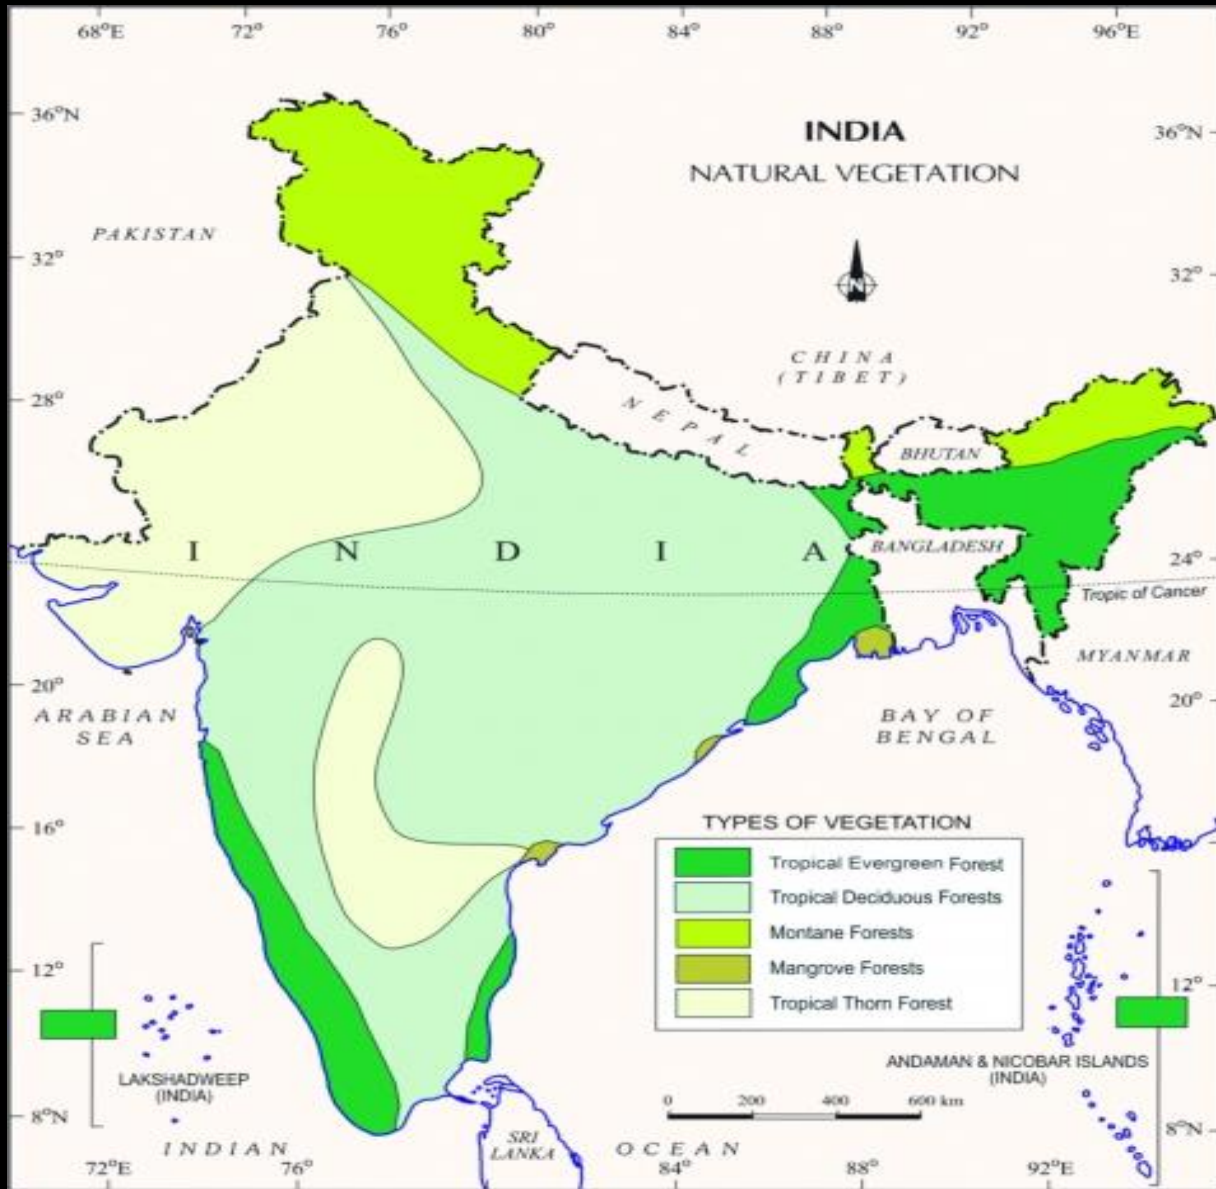 68°E 72° 76° 80° 84° 88° 92° 96°E
INDIA
NATURAL VEGETATION
36°N
36°N
PAKISTAN
32°
32°
N
CHINA
(TIBET)
28°
28°
NEPAL
BHUTAN
I N D I A
BANGLADESH
24°
24°
Tropic of Cancer
MYANMAR
20°
20°
ARABIAN
SEA
BAY OF
BENGAL
16°
16°
TYPES OF VEGETATION
Tropical Evergreen Forest
Tropical Deciduous Forests
Montane Forests
Mangrove Forests
Tropical Thorn Forest
12°
12°
LAKSHADWEEP
(INDIA)
ANDAMAN & NICOBAR ISLANDS
(INDIA)
0 200 400 600 km
8°N
8°N
INDIAN OCEAN
SRI
LANKA
72°E 76° 84° 88° 92°E